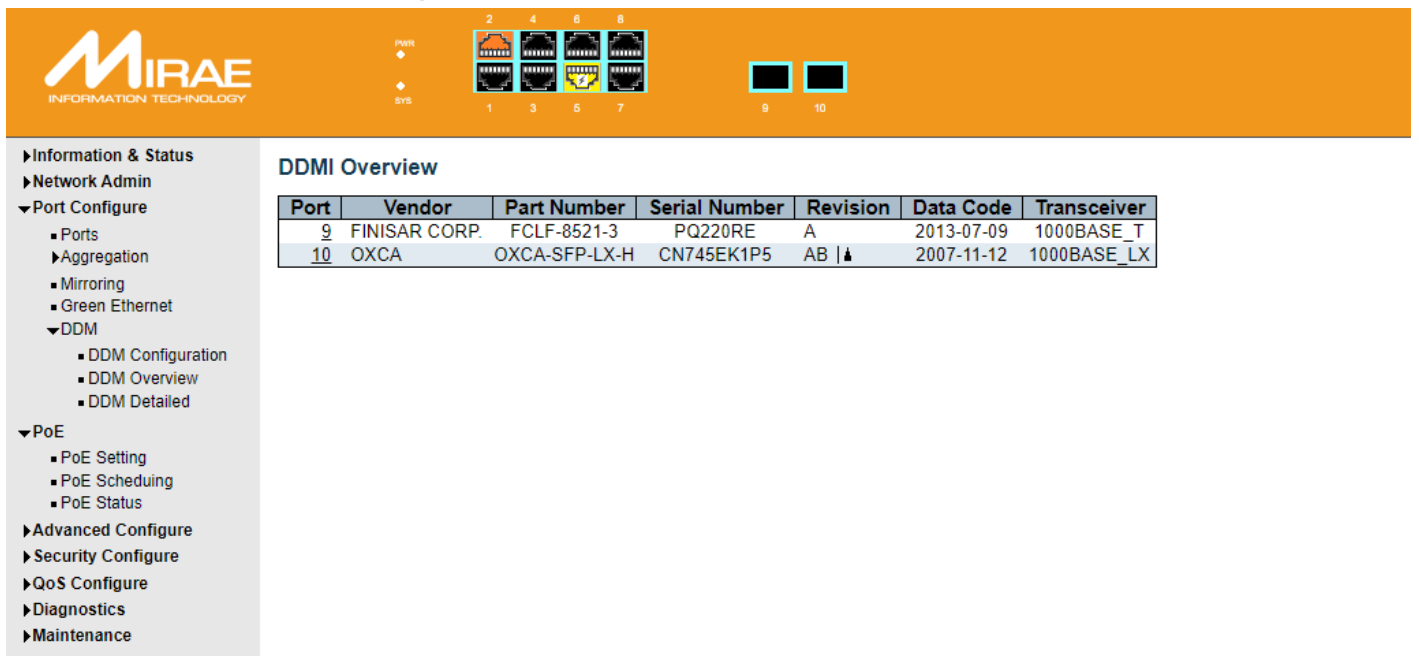 2 4 6 8
PWR
MIRAE
INFORMATION TECHNOLOGY
SYS
1 3 5 7 9 10
Information & Status
Network Admin
Port Configure
Ports
Aggregation
Mirroring
Green Ethernet
DDM
DDM Configuration
DDM Overview
DDM Detailed
PoE
PoE Setting
PoE Scheduing
PoE Status
Advanced Configure
Security Configure
QoS Configure
Diagnostics
Maintenance
DDMI Overview
Port Vendor Part Number Serial Number Revision Data Code Transceiver
9 FINISAR CORP. FCLF-8521-3 PQ220RE A 2013-07-09 1000BASE_T
10 OXCA OXCA-SFP-LX-H CN745EK1P5 AB 2007-11-12 1000BASE_LX